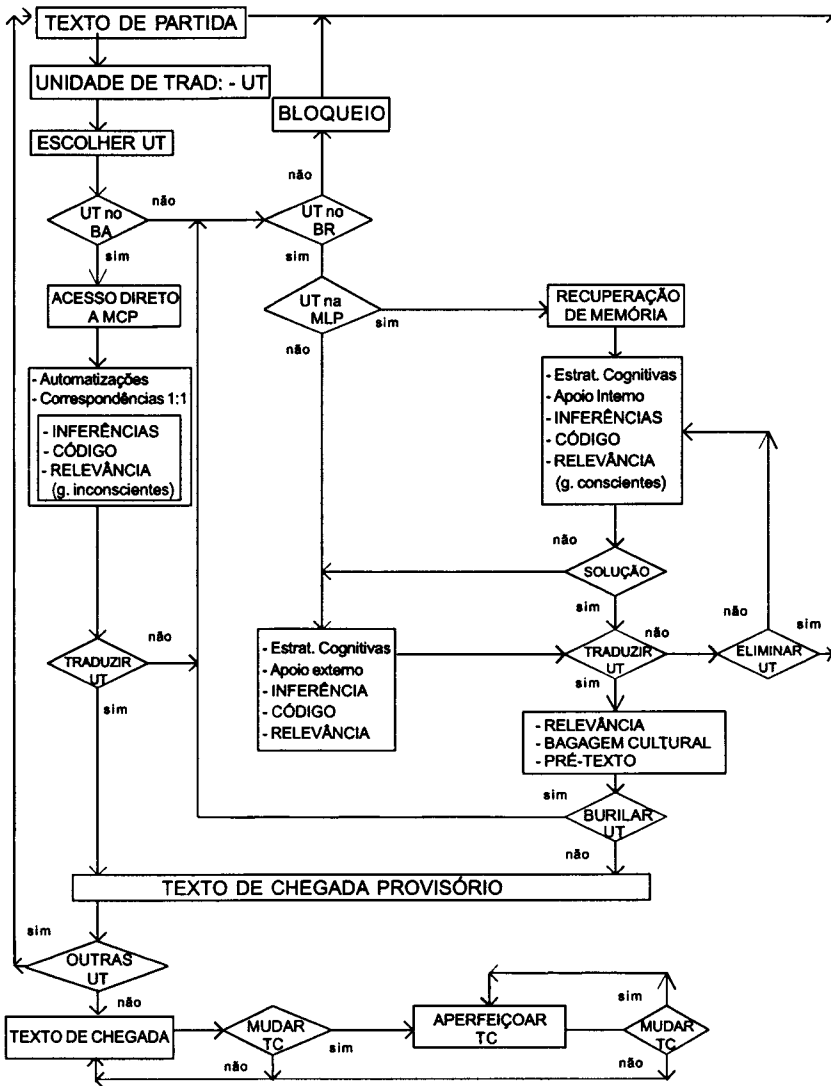 TEXTO DE PARTIDA
UNIDADE DE TRAD: - UT
BLOQUEIO
ESCOLHER UT
não
não
UT no
BA
UT no
BR
sim
sim
ACESSO DIRETO
A MCP
UT na
MLP
sim
RECUPERAÇÃO
DE MEMÓRIA
não
- Automatizações
- Correspondências 1:1
- INFERÊNCIAS
- CÓDIGO
- RELEVÂNCIA
(g. inconscientes)
- Estrat. Cognitivas
- Apoio Interno
- INFERÊNCIAS
- CÓDIGO
- RELEVÂNCIA
(g. conscientes)
não
SOLUÇÃO
sim
não
sim
não
não
TRADUZIR
UT
sim
- Estrat. Cognitivas
- Apoio externo
- INFERÊNCIA
- CÓDIGO
- RELEVÂNCIA
TRADUZIR
UT
sim
ELIMINAR
UT
- RELEVÂNCIA
- BAGAGEM CULTURAL
- PRÉ-TEXTO
sim
BURILAR
UT
não
TEXTO DE CHEGADA PROVISÓRIO
sim
OUTRAS
UT
não
sim
TEXTO DE CHEGADA
MUDAR
TC
sim
APERFEIÇOAR
TC
MUDAR
TC
não
não